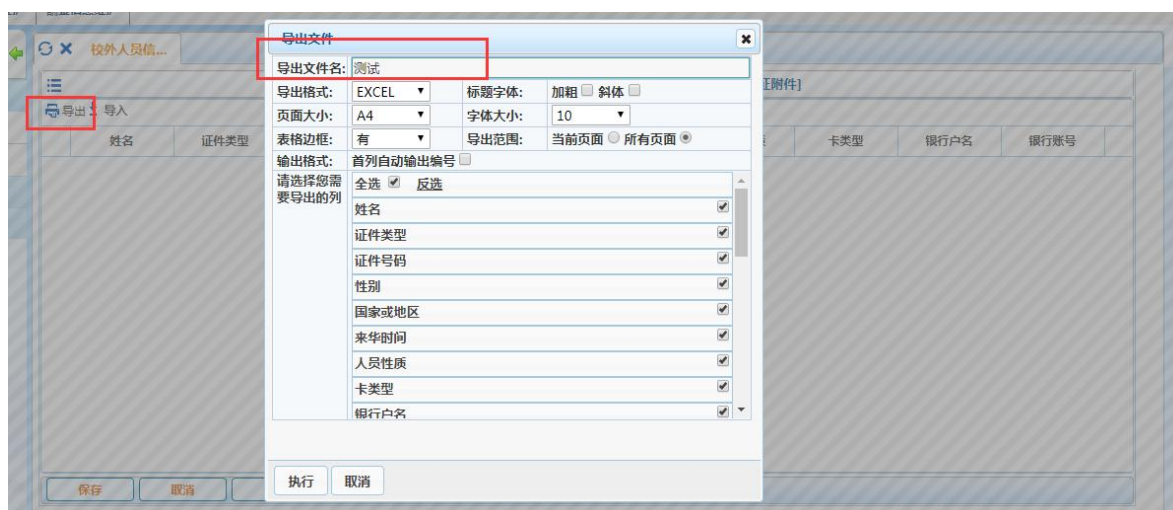 导出文件
校外人员信...
导出文件名: 测试
证附件]
导出格式: EXCEL 标题字体: 加粗 斜体
导出 导入
页面大小: A4 字体大小: 10
姓名 证件类型 表格边框: 有 导出范围: 当前页面 所有页面 卡类型 银行户名 银行账号
输出格式: 首列自动输出编号
请选择您需要导出的列 全选 反选
姓名
证件类型
证件号码
性别
国家或地区
来华时间
人员性质
卡类型
银行户名
执行 取消
保存 取消